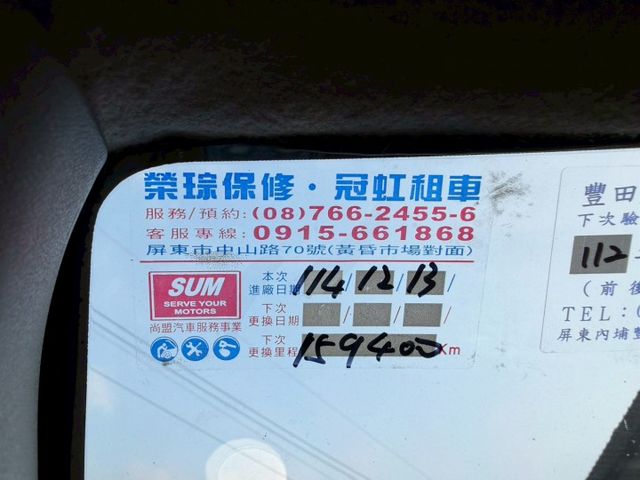 榮琮保修・冠虹租車
服務/預約:(08)766-2455-6
客服專線:0915-661868
屏東市中山路70號(黃昏市場對面)
SUM
SERVE YOUR
MOTORS
尚盟汽車服務事業
本次
進廠日期 114/12/13/
下次
更換日期 / / /
下次
更換里程 159400Km
豐田
下次驗
112
(前後
TEL:(
屏東內埔